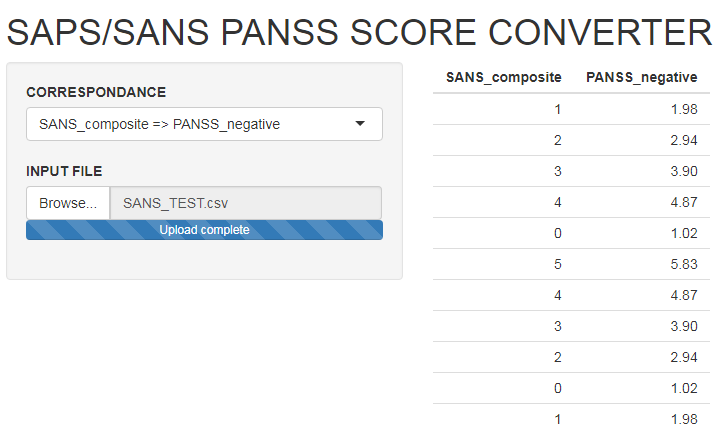 SAPS/SANS PANSS SCORE CONVERTER
CORRESPONDANCE
SANS_composite => PANSS_negative
INPUT FILE
Browse... SANS_TEST.csv
Upload complete
SANS_composite PANSS_negative
1 1.98
2 2.94
3 3.90
4 4.87
0 1.02
5 5.83
4 4.87
3 3.90
2 2.94
0 1.02
1 1.98